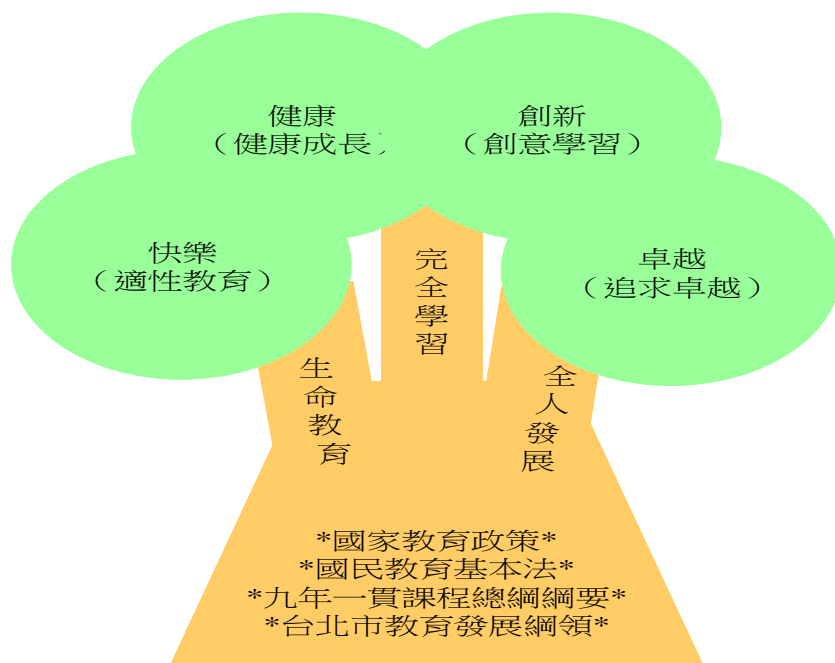 健康
（健康成長）
創新
（創意學習）
快樂
（適性教育）
卓越
（追求卓越）
完全學習
生命教育
全人發展
*國家教育政策*
*國民教育基本法*
*九年一貫課程總綱綱要*
*台北市教育發展綱領*